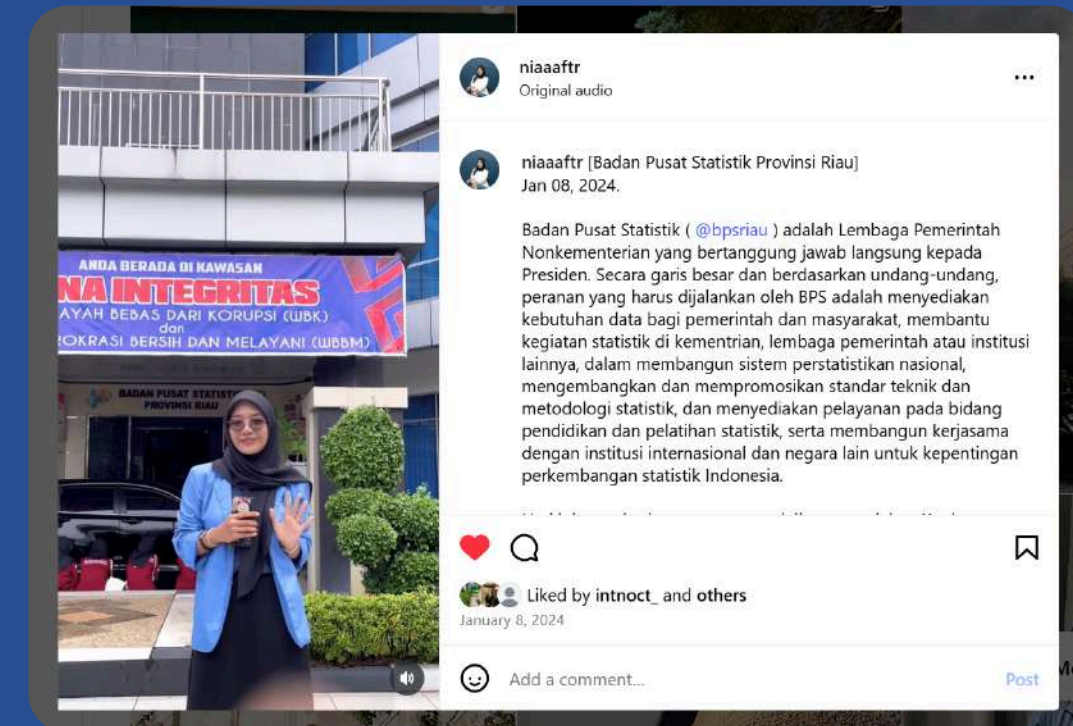 ANDA BERADA DI KAWASAN
NA INTEGRITAS
AYAH BEBAS DARI KORUPSI (WBK)
dan
OKRASI BERSIH DAN MELAYANI (WBBM)
BADAN PUSAT STATISTIK
PROVINSI RIAU
niaaaftr
Original audio
niaaaftr [Badan Pusat Statistik Provinsi Riau]
Jan 08, 2024.
Badan Pusat Statistik ( @bpsriau ) adalah Lembaga Pemerintah
Nonkementerian yang bertanggung jawab langsung kepada
Presiden. Secara garis besar dan berdasarkan undang-undang,
peranan yang harus dijalankan oleh BPS adalah menyediakan
kebutuhan data bagi pemerintah dan masyarakat, membantu
kegiatan statistik di kementrian, lembaga pemerintah atau institusi
lainnya, dalam membangun sistem perstatistikan nasional,
mengembangkan dan mempromosikan standar teknik dan
metodologi statistik, dan menyediakan pelayanan pada bidang
pendidikan dan pelatihan statistik, serta membangun kerjasama
dengan institusi internasional dan negara lain untuk kepentingan
perkembangan statistik Indonesia.
Liked by intnoct_ and others
January 8, 2024
Add a comment...
Post